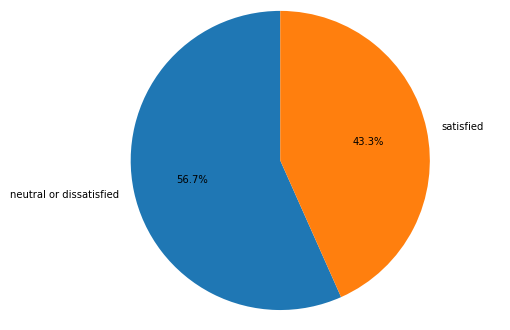 satisfied
43.3%
56.7%
neutral or dissatisfied